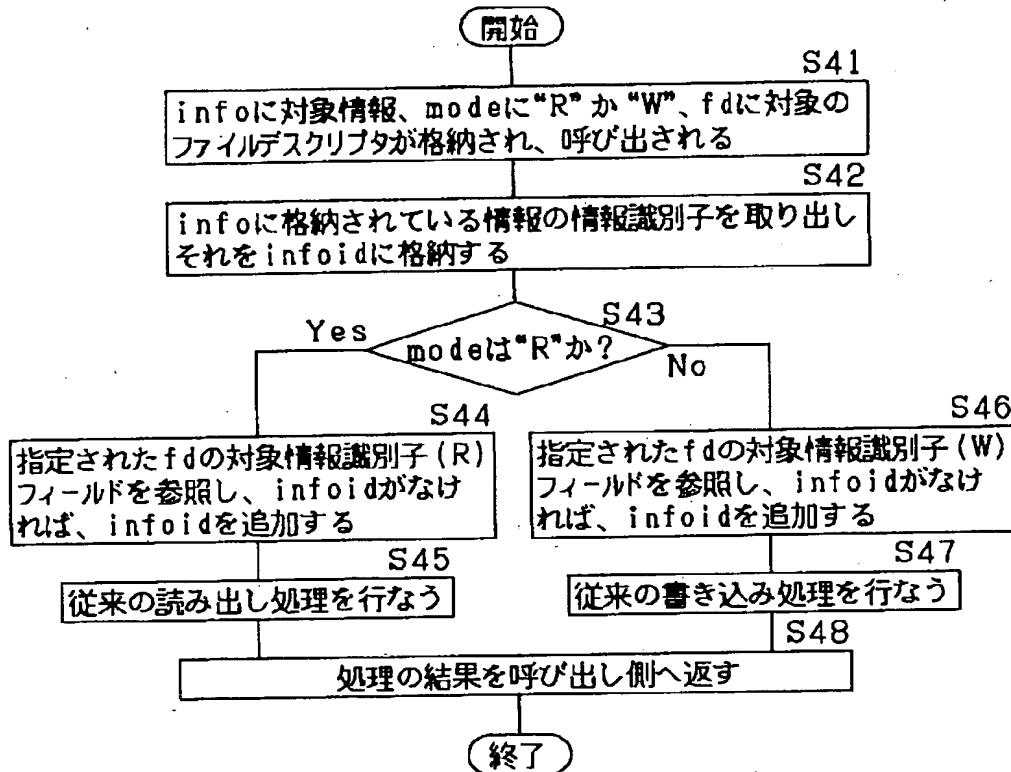 開始
S41
infoに対象情報、modeに“R”か“W”、fdに対象の
ファイルデスクリプタが格納され、呼び出される
S42
infoに格納されている情報の情報識別子を取り出し
それをinfoidに格納する
S43
Yes
modeは“R”か？
No
S44
指定されたfdの対象情報識別子(R)
フィールドを参照し、infoidがなけ
れば、infoidを追加する
S46
指定されたfdの対象情報識別子(W)
フィールドを参照し、infoidがなけ
れば、infoidを追加する
S45
従来の読み出し処理を行なう
S47
従来の書き込み処理を行なう
S48
処理の結果を呼び出し側へ返す
終了